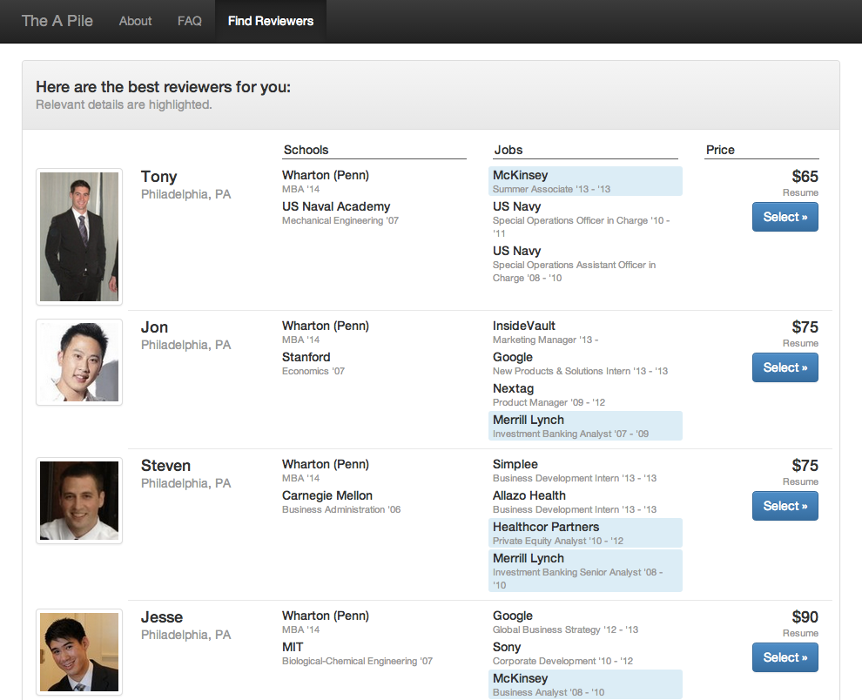 The A Pile About FAQ Find Reviewers
Here are the best reviewers for you:
Relevant details are highlighted.
Schools Jobs Price
Tony
Philadelphia, PA
Wharton (Penn)
MBA '14
US Naval Academy
Mechanical Engineering '07
McKinsey
Summer Associate '13 - '13
US Navy
Special Operations Officer in Charge '10 -
'11
US Navy
Special Operations Assistant Officer in
Charge '08 - '10
$65
Resume
Select »
Jon
Philadelphia, PA
Wharton (Penn)
MBA '14
Stanford
Economics '07
InsideVault
Marketing Manager '13 -
Google
New Products & Solutions Intern '13 - '13
Nextag
Product Manager '09 - '12
Merrill Lynch
Investment Banking Analyst '07 - '09
$75
Resume
Select »
Steven
Philadelphia, PA
Wharton (Penn)
MBA '14
Carnegie Mellon
Business Administration '06
Simplee
Business Development Intern '13 - '13
Allazo Health
Business Development Intern '13 - '13
Healthcor Partners
Private Equity Analyst '10 - '12
Merrill Lynch
Investment Banking Senior Analyst '08 -
'10
$75
Resume
Select »
Jesse
Philadelphia, PA
Wharton (Penn)
MBA '14
MIT
Biological-Chemical Engineering '07
Google
Global Business Strategy '12 - '13
Sony
Corporate Development '10 - '12
McKinsey
Business Analyst '08 - '10
$90
Resume
Select »